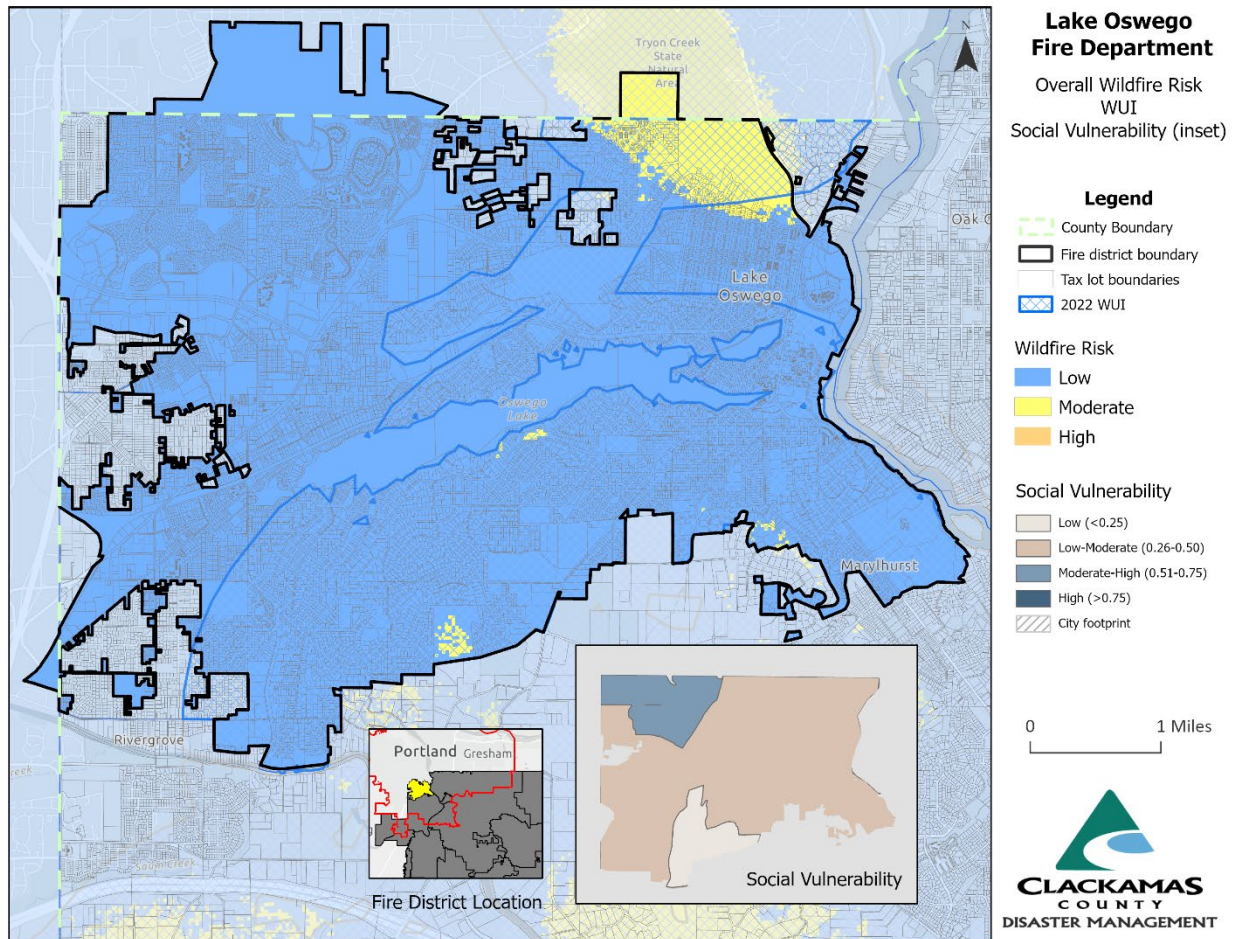 Tryon Creek
State
Natural
Area
N
Lake
Oswego
Oswego
Lake
Marylhurst
Rivergrove
Portland
Gresham
Fire District Location
Social Vulnerability
Lake Oswego
Fire Department
Overall Wildfire Risk
WUI
Social Vulnerability (inset)
Legend
County Boundary
Fire district boundary
Tax lot boundaries
2022 WUI
Wildfire Risk
Low
Moderate
High
Social Vulnerability
Low (<0.25)
Low-Moderate (0.26-0.50)
Moderate-High (0.51-0.75)
High (>0.75)
City footprint
0 1 Miles
CLACKAMAS
COUNTY
DISASTER MANAGEMENT